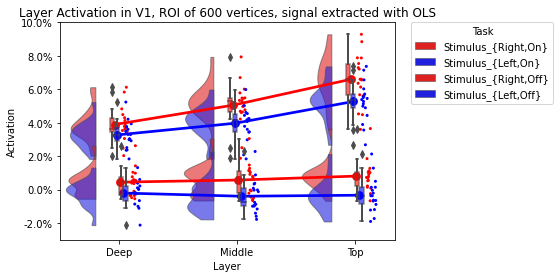 Layer Activation in V1, ROI of 600 vertices, signal extracted with OLS
10.0%
8.0%
6.0%
4.0%
2.0%
0.0%
-2.0%
Activation
Deep
Middle
Top
Layer
Task
Stimulus_{Right,On}
Stimulus_{Left,On}
Stimulus_{Right,Off}
Stimulus_{Left,Off}